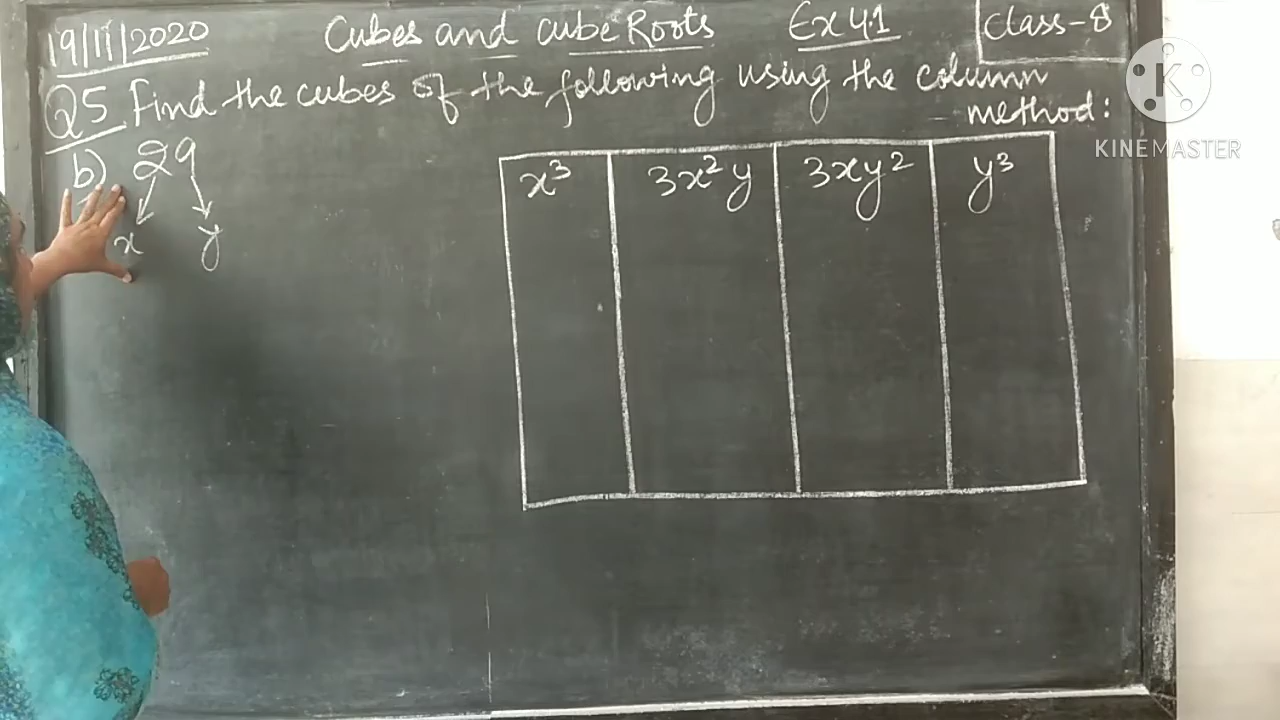 19/11/2020 Cubes and cube Roots Ex 4.1 Class-8
Q5 Find the cubes of the following using the column
method:
b) 29
x y
x³ 3x²y 3xy² y³
K
KINEMASTER